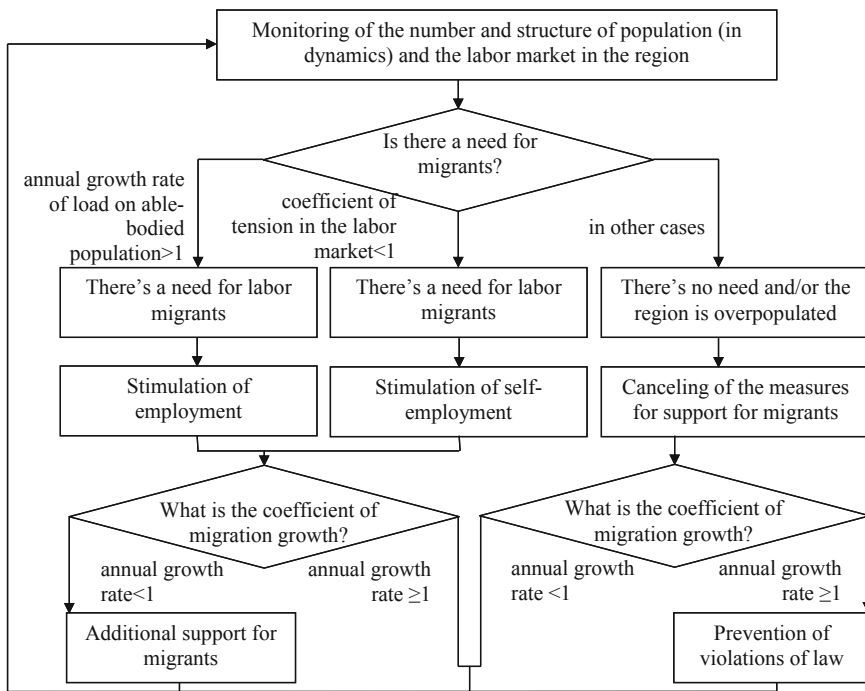 Monitoring of the number and structure of population (in
dynamics) and the labor market in the region
Is there a need for
migrants?
annual growth rate
of load on able-
bodied
population>1
coefficient of
tension in the labor
market<1
in other cases
There's a need for labor
migrants
There's a need for labor
migrants
There's no need and/or the
region is overpopulated
Stimulation of
employment
Stimulation of self-
employment
Canceling of the measures
for support for migrants
What is the coefficient of
migration growth?
What is the coefficient of
migration growth?
annual growth
rate<1
annual growth
rate ≥1
annual growth
rate <1
annual growth
rate ≥1
Additional support for
migrants
Prevention of
violations of law